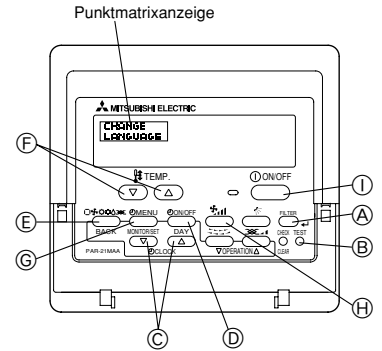 Punktmatrixanzeige
MITSUBISHI ELECTRIC
CHANGE
LANGUAGE
F
TEMP.
ON/OFF
I
E
MENU
ON/OFF
FILTER
A
BACK
MONITOR/SET
DAY
CHECK TEST
B
G
PAR-21MAA
CLOCK
OPERATION
CLEAR
H
C
D